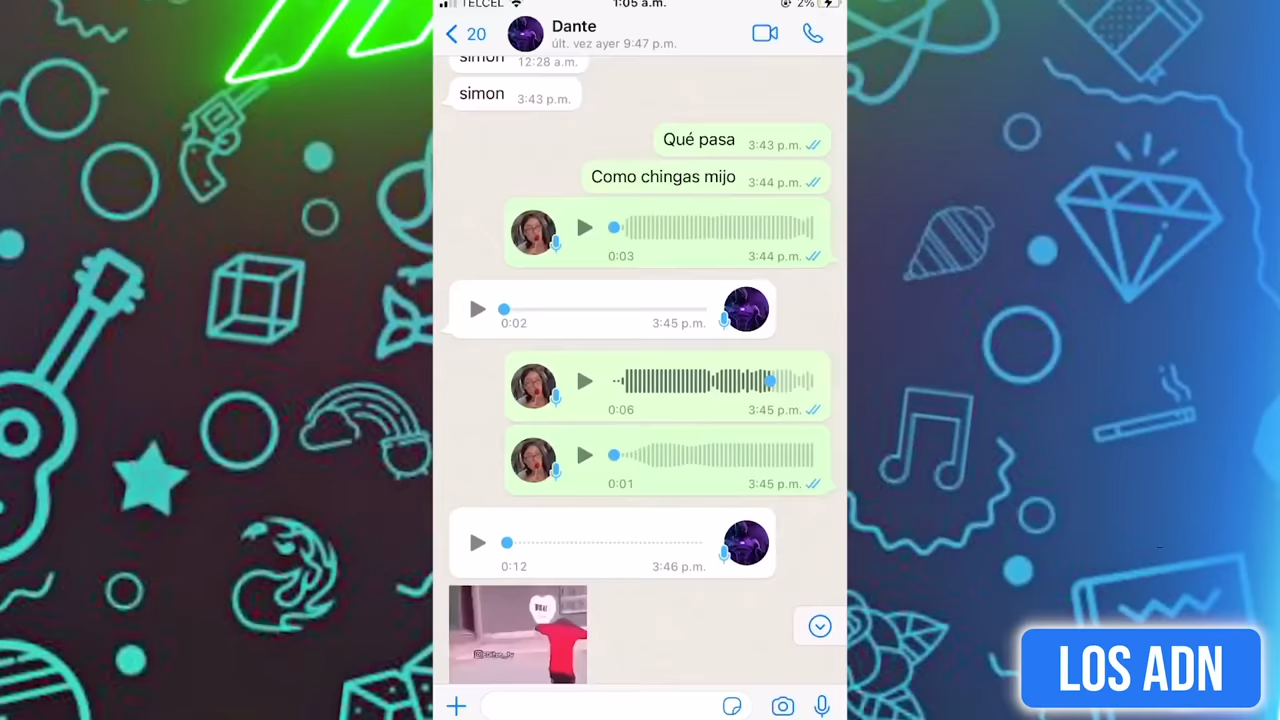 TELCEL
1:05 a.m.
2%
20
Dante
últ. vez ayer 9:47 p.m.
simon 12:28 a.m.
simon 3:43 p.m.
Qué pasa 3:43 p.m.
Como chingas mijo 3:44 p.m.
0:03 3:44 p.m.
0:02 3:45 p.m.
0:06 3:45 p.m.
0:01 3:45 p.m.
0:12 3:46 p.m.
LOS ADN